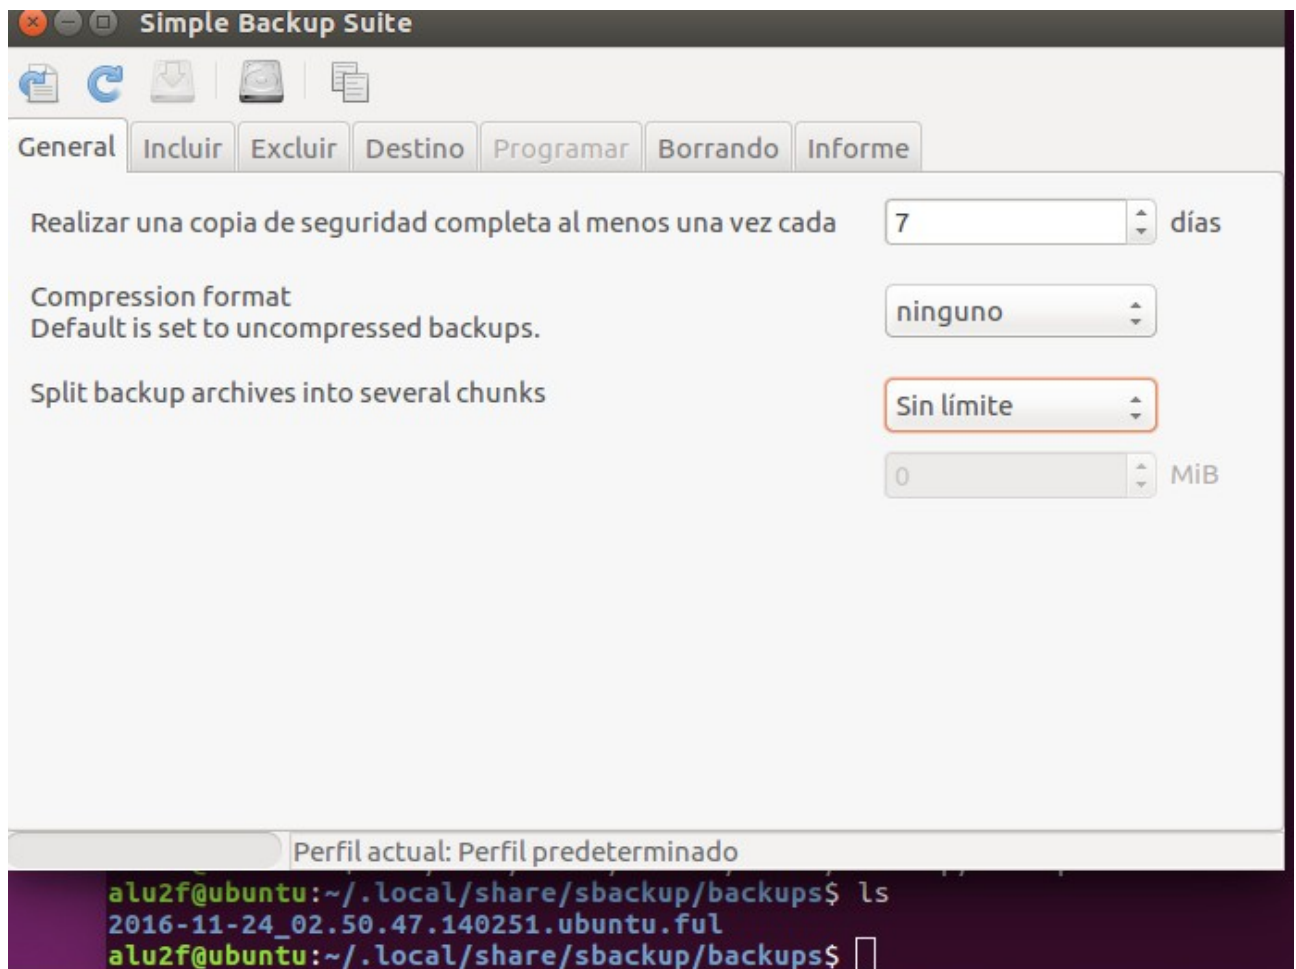 Simple Backup Suite
General Incluir Excluir Destino Programar Borrando Informe
Realizar una copia de seguridad completa al menos una vez cada 7 días
Compression format
Default is set to uncompressed backups.
ninguno
Split backup archives into several chunks
Sin límite
0 MiB
Perfil actual: Perfil predeterminado
alu2f@ubuntu:~/.local/share/sbackup/backups$ ls
2016-11-24_02.50.47.140251.ubuntu.ful
alu2f@ubuntu:~/.local/share/sbackup/backups$